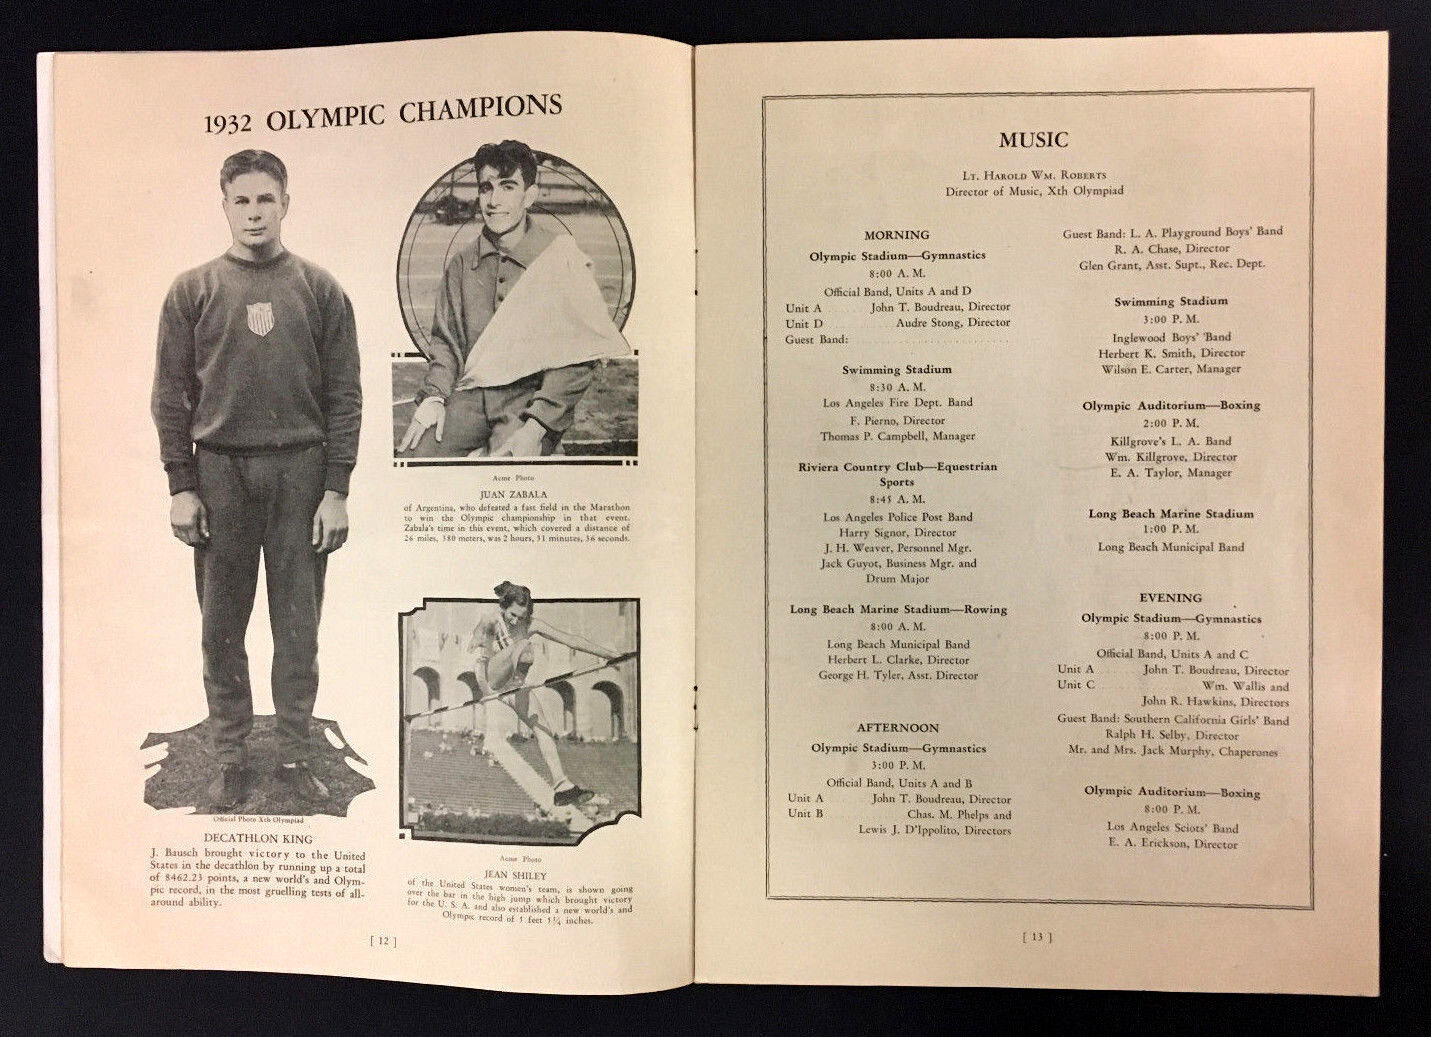 1932 OLYMPIC CHAMPIONS
Official Photo Xth Olympiad
DECATHLON KING
J. Bausch brought victory to the United
States in the decathlon by running up a total
of 8462.23 points, a new world's and Olym-
pic record, in the most gruelling tests of all-
around ability.
Acme Photo
JUAN ZABALA
of Argentina, who defeated a fast field in the Marathon
to win the Olympic championship in that event.
Zabala's time in this event, which covered a distance of
26 miles, 380 meters, was 2 hours, 31 minutes, 36 seconds.
Acme Photo
JEAN SHILEY
of the United States women's team, is shown going
over the bar in the high jump which brought victory
for the U. S. A. and also established a new world's and
Olympic record of 5 feet 5¼ inches.
[ 12 ]
MUSIC
Lt. Harold Wm. Roberts
Director of Music, Xth Olympiad
MORNING
Olympic Stadium—Gymnastics
8:00 A. M.
Official Band, Units A and D
Unit A John T. Boudreau, Director
Unit D Audre Stong, Director
Guest Band:
Swimming Stadium
8:30 A. M.
Los Angeles Fire Dept. Band
F. Pierno, Director
Thomas P. Campbell, Manager
Riviera Country Club—Equestrian
Sports
8:45 A. M.
Los Angeles Police Post Band
Harry Signor, Director
J. H. Weaver, Personnel Mgr.
Jack Guyot, Business Mgr. and
Drum Major
Long Beach Marine Stadium—Rowing
8:00 A. M.
Long Beach Municipal Band
Herbert L. Clarke, Director
George H. Tyler, Asst. Director
AFTERNOON
Olympic Stadium—Gymnastics
3:00 P. M.
Official Band, Units A and B
Unit A John T. Boudreau, Director
Unit B Chas. M. Phelps and
Lewis J. D'Ippolito, Directors
Guest Band: L. A. Playground Boys' Band
R. A. Chase, Director
Glen Grant, Asst. Supt., Rec. Dept.
Swimming Stadium
3:00 P. M.
Inglewood Boys' Band
Herbert K. Smith, Director
Wilson E. Carter, Manager
Olympic Auditorium—Boxing
2:00 P. M.
Killgrove's L. A. Band
Wm. Killgrove, Director
E. A. Taylor, Manager
Long Beach Marine Stadium
1:00 P. M.
Long Beach Municipal Band
EVENING
Olympic Stadium—Gymnastics
8:00 P. M.
Official Band, Units A and C
Unit A John T. Boudreau, Director
Unit C Wm. Wallis and
John R. Hawkins, Directors
Guest Band: Southern California Girls' Band
Ralph H. Selby, Director
Mr. and Mrs. Jack Murphy, Chaperones
Olympic Auditorium—Boxing
8:00 P. M.
Los Angeles Sciots' Band
E. A. Erickson, Director
[ 13 ]